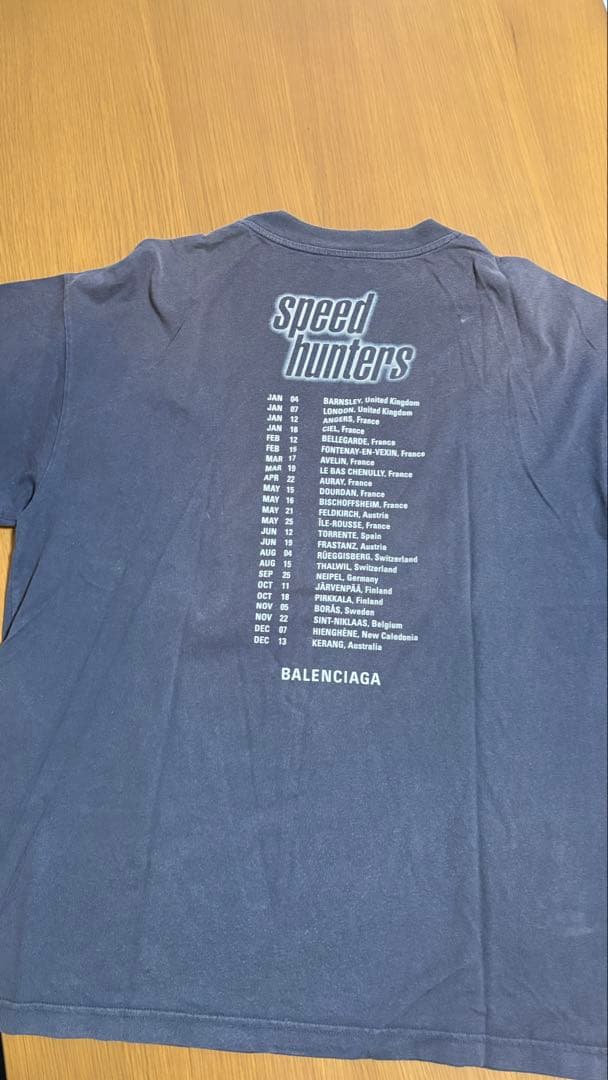 speed
hunters
JAN 04 BARNSLEY, United Kingdom
JAN 07 LONDON, United Kingdom
JAN 12 ANGERS, France
JAN 18 CIEL, France
FEB 12 BELLEGARDE, France
FEB 15 FONTENAY-EN-VEXIN, France
MAR 17 AVELIN, France
MAR 19 LE BAS CHENULLY, France
APR 22 AURAY, France
MAY 15 DOURDAN, France
MAY 16 BISCHOFFSHEIM, France
MAY 21 FELDKIRCH, Austria
MAY 25 ÎLE-ROUSSE, France
JUN 12 TORRENTE, Spain
JUN 19 FRASTANZ, Austria
AUG 04 RÜEGGISBERG, Switzerland
AUG 15 THALWIL, Switzerland
SEP 25 NEIPEL, Germany
OCT 11 JÄRVENPÄÄ, Finland
OCT 18 PIRKKALA, Finland
NOV 05 BORÅS, Sweden
NOV 22 SINT-NIKLAAS, Belgium
DEC 07 HIENGHÈNE, New Caledonia
DEC 13 KERANG, Australia
BALENCIAGA